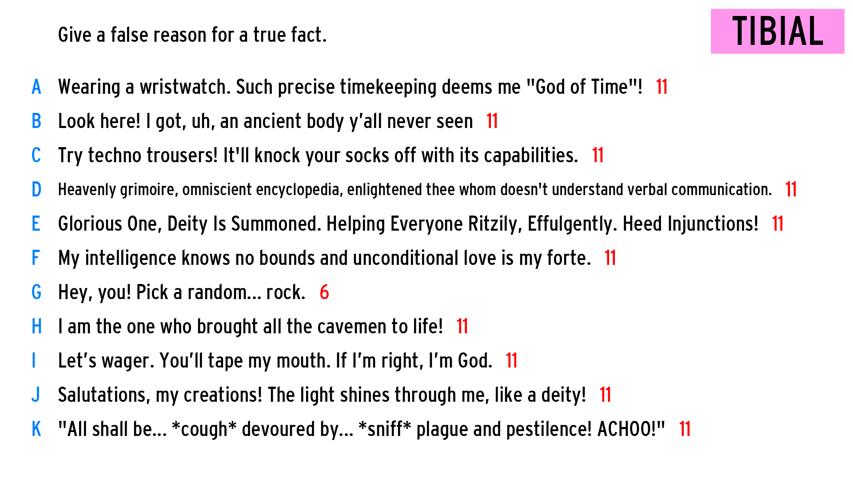 Give a false reason for a true fact.
TIBIAL
A Wearing a wristwatch. Such precise timekeeping deems me "God of Time"! 11
B Look here! I got, uh, an ancient body y’all never seen 11
C Try techno trousers! It'll knock your socks off with its capabilities. 11
D Heavenly grimoire, omniscient encyclopedia, enlightened thee whom doesn't understand verbal communication. 11
E Glorious One, Deity Is Summoned. Helping Everyone Ritzily, Effulgently. Heed Injunctions! 11
F My intelligence knows no bounds and unconditional love is my forte. 11
G Hey, you! Pick a random... rock. 6
H I am the one who brought all the cavemen to life! 11
I Let’s wager. You’ll tape my mouth. If I’m right, I’m God. 11
J Salutations, my creations! The light shines through me, like a deity! 11
K "All shall be... *cough* devoured by... *sniff* plague and pestilence! ACHOO!" 11